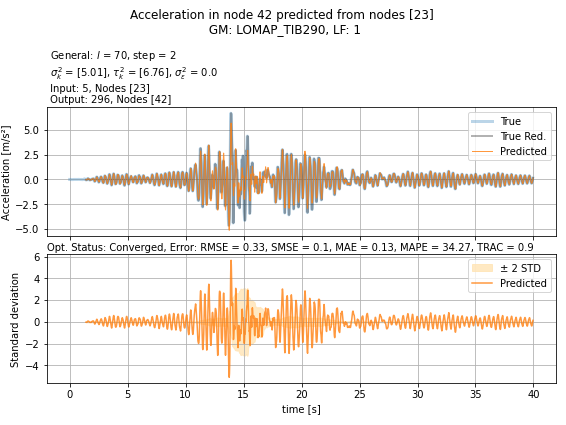 Acceleration in node 42 predicted from nodes [23]
GM: LOMAP_TIB290, LF: 1
General: l = 70, step = 2
σ²ₖ = [5.01], τ²ₖ = [6.76], σ²ε = 0.0
Input: 5, Nodes [23]
Output: 296, Nodes [42]
Acceleration [m/s²]
5.0
2.5
0.0
−2.5
−5.0
True
True Red.
Predicted
Opt. Status: Converged, Error: RMSE = 0.33, SMSE = 0.1, MAE = 0.13, MAPE = 34.27, TRAC = 0.9
Standard deviation
6
4
2
0
−2
−4
± 2 STD
Predicted
0 5 10 15 20 25 30 35 40
time [s]